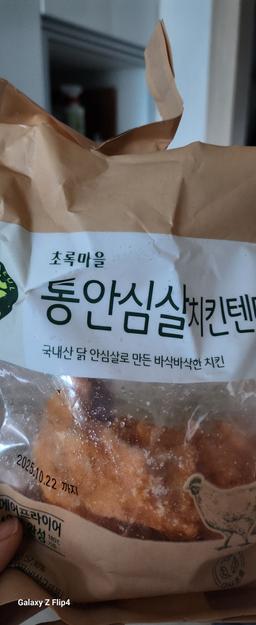 초록마을
통안심살치킨텐
국내산 닭 안심살로 만든 바삭바삭한 치킨
2025.10.22 까지
에어프라이어
완성
Galaxy Z Flip4